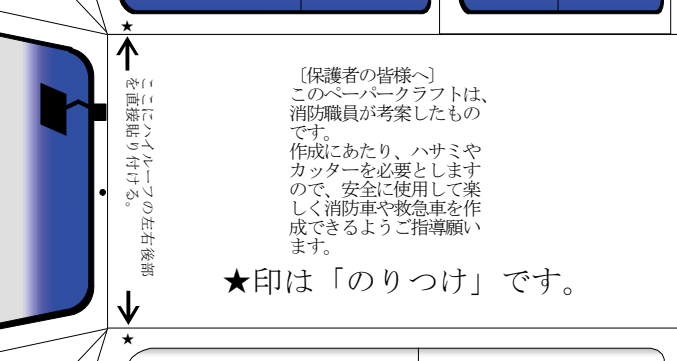 ★
ここにハイルーフの左右後部
を直接貼り付ける。
〔保護者の皆様へ〕
このペーパークラフトは、
消防職員が考案したもの
です。
作成にあたり、ハサミや
カッターを必要とします
ので、安全に使用して楽
しく消防車や救急車を作
成できるようご指導願い
ます。
★印は「のりつけ」です。
★